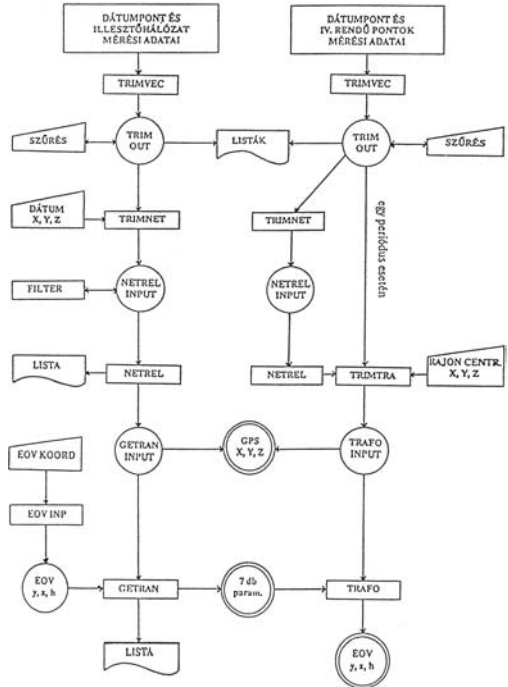 DÁTUMPONT ÉS
ILLESZTŐHÁLÓZAT
MÉRÉSI ADATAI
DÁTUMPONT ÉS
IV. RENDŰ PONTOK
MÉRÉSI ADATAI
TRIMVEC
TRIMVEC
SZŰRÉS
TRIM
OUT
LISTÁK
TRIM
OUT
SZŰRÉS
DÁTUM
X, Y, Z
TRIMNET
TRIMNET
egy periódus esetén
FILTER
NETREL
INPUT
NETREL
INPUT
LISTA
NETREL
NETREL
TRIMTRA
RAJON CENTR.
X, Y, Z
EOV KOORD
GETRAN
INPUT
GPS
X, Y, Z
TRAFO
INPUT
EOV INP
EOV
y, x, h
GETRAN
7 db
param.
TRAFO
LISTÁ
EOV
y, x, h